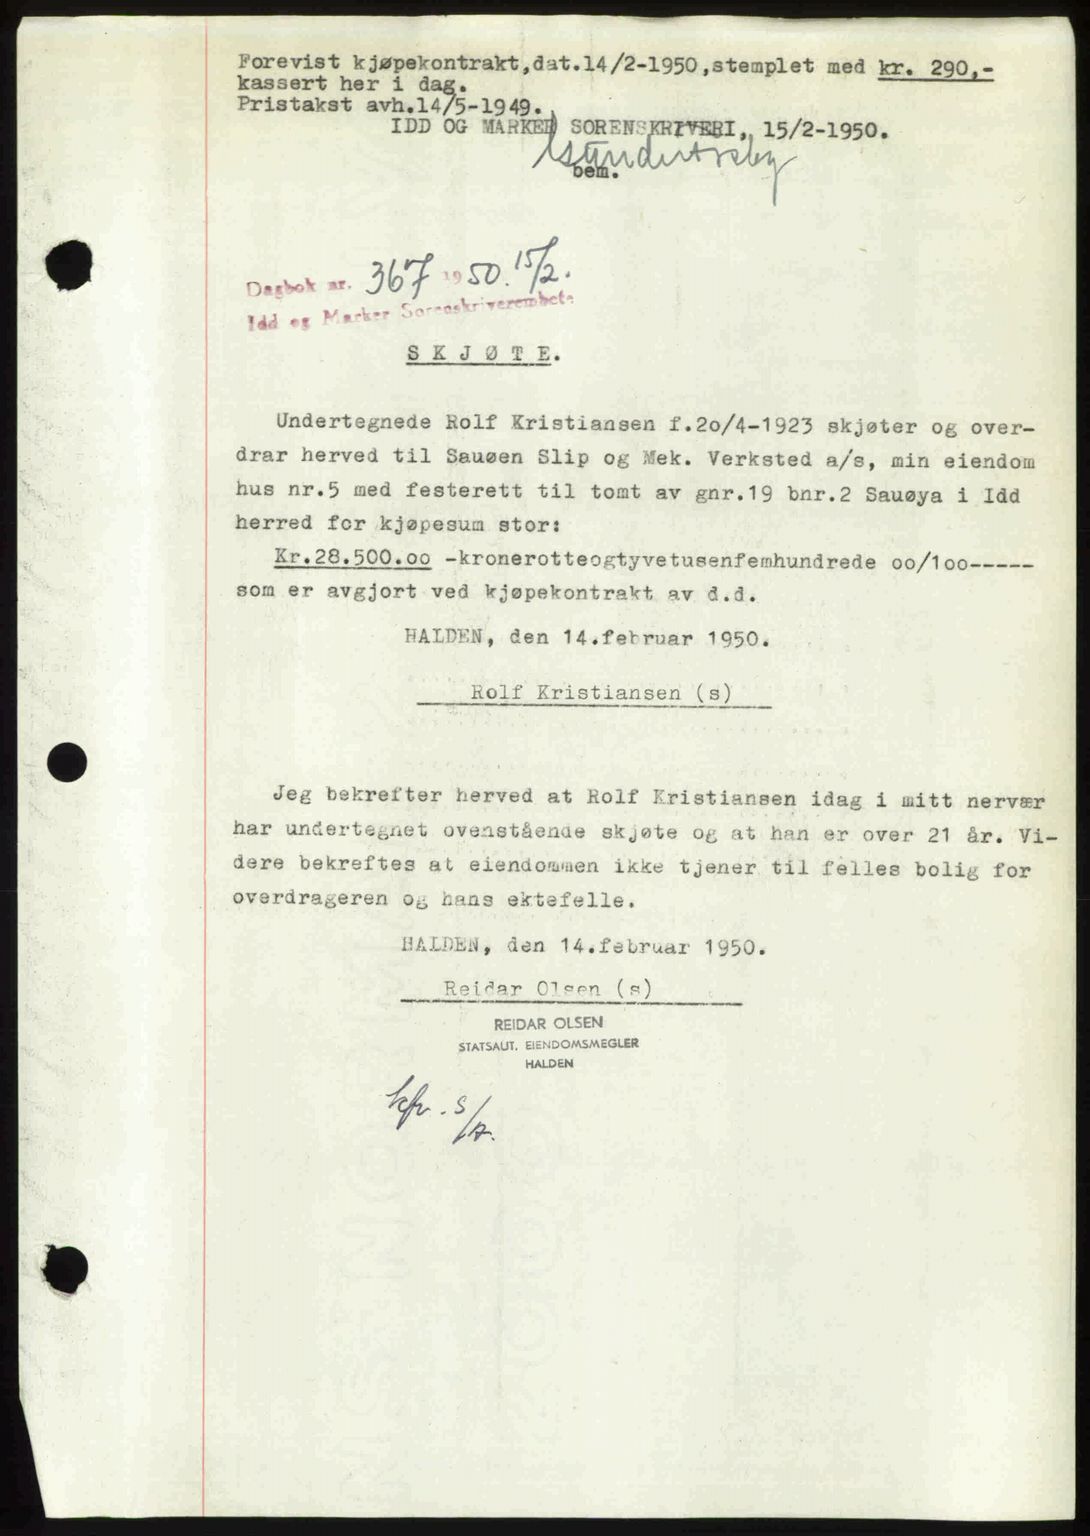 Forevist kjøpekontrakt,dat.14/2-1950,stemplet med kr. 290,-
kassert her i dag.
Pristakst avh.14/5-1949.
IDD OG MARKER SORENSKRIVERI, 15/2-1950.
bem.
Dagbok nr. 367 1950. 15/2.
Idd og Marker Sorenskriverembete
SKJØTE.
Undertegnede Rolf Kristiansen f.2o/4-1923 skjøter og over-
drar herved til Sauøen Slip og Mek. Verksted a/s, min eiendom
hus nr.5 med festerett til tomt av gnr.19 bnr.2 Sauøya i Idd
herred for kjøpesum stor:
Kr.28.500.oo -kronerotteogtyvetusenfemhundrede oo/1oo-----
som er avgjort ved kjøpekontrakt av d.d.
HALDEN, den 14.februar 1950.
Rolf Kristiansen (s)
Jeg bekrefter herved at Rolf Kristiansen idag i mitt nervær
har undertegnet ovenstående skjøte og at han er over 21 år. Vi-
dere bekreftes at eiendommen ikke tjener til felles bolig for
overdrageren og hans ektefelle.
HALDEN, den 14.februar 1950.
Reidar Olsen (s)
REIDAR OLSEN
STATSAUT. EIENDOMSMEGLER
HALDEN